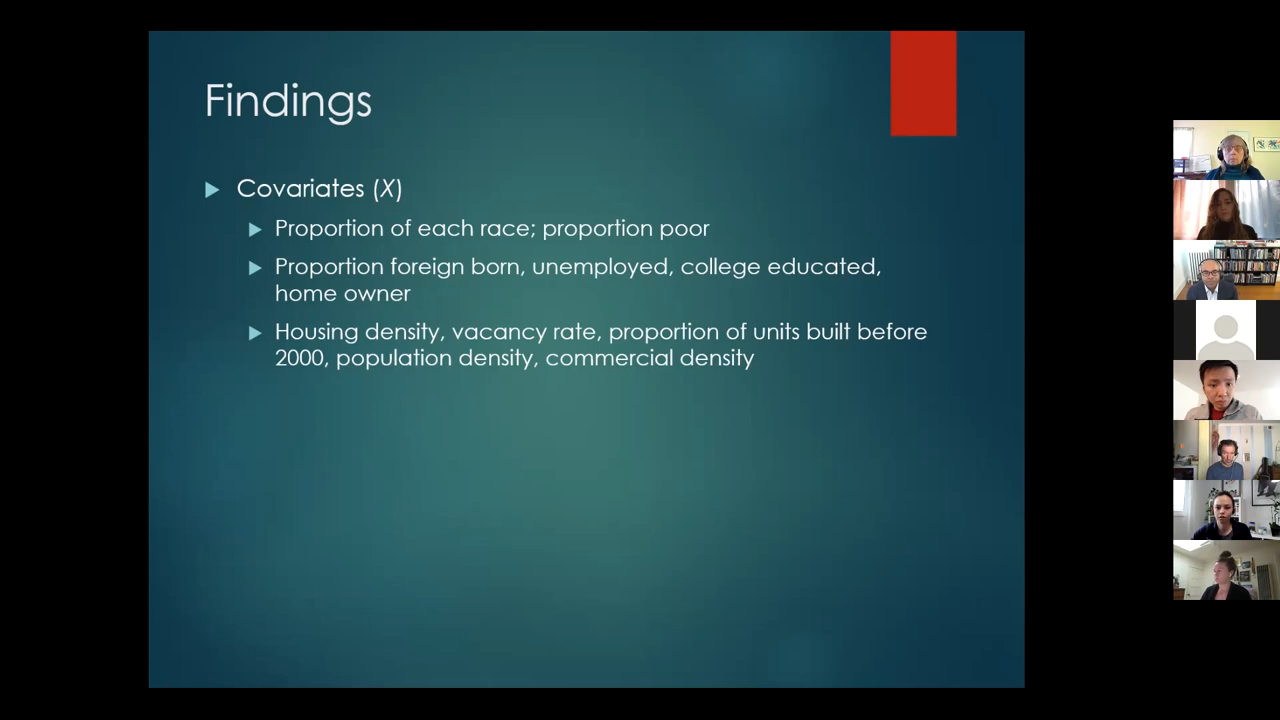 Findings
Covariates (X)
Proportion of each race; proportion poor
Proportion foreign born, unemployed, college educated,
home owner
Housing density, vacancy rate, proportion of units built before
2000, population density, commercial density